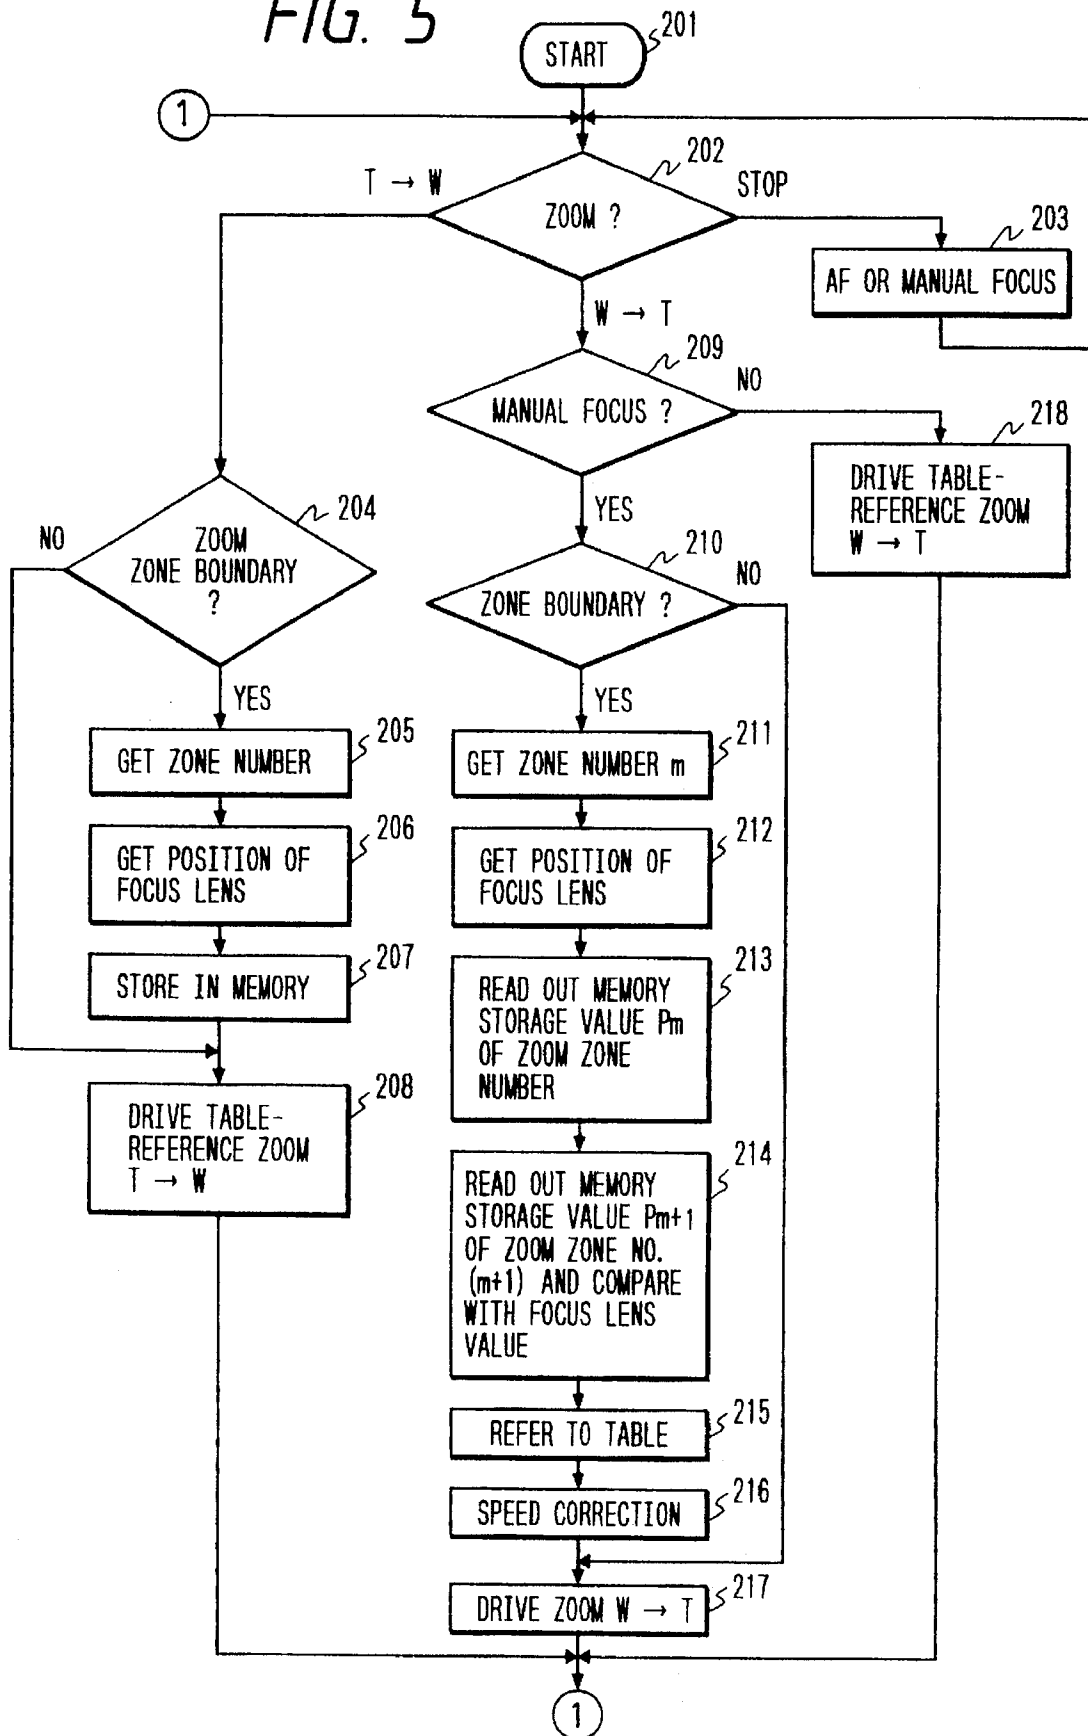 FIG. 5
START
201
1
202
T → W
ZOOM ?
STOP
203
AF OR MANUAL FOCUS
W → T
209
MANUAL FOCUS ?
NO
218
DRIVE TABLE-
REFERENCE ZOOM
W → T
204
NO
ZOOM
ZONE BOUNDARY
?
YES
210
ZONE BOUNDARY ?
NO
YES
205
GET ZONE NUMBER
206
GET POSITION OF
FOCUS LENS
207
STORE IN MEMORY
208
DRIVE TABLE-
REFERENCE ZOOM
T → W
YES
211
GET ZONE NUMBER m
212
GET POSITION OF
FOCUS LENS
213
READ OUT MEMORY
STORAGE VALUE Pm
OF ZOOM ZONE
NUMBER
214
READ OUT MEMORY
STORAGE VALUE Pm+1
OF ZOOM ZONE NO.
(m+1) AND COMPARE
WITH FOCUS LENS
VALUE
215
REFER TO TABLE
216
SPEED CORRECTION
217
DRIVE ZOOM W → T
1